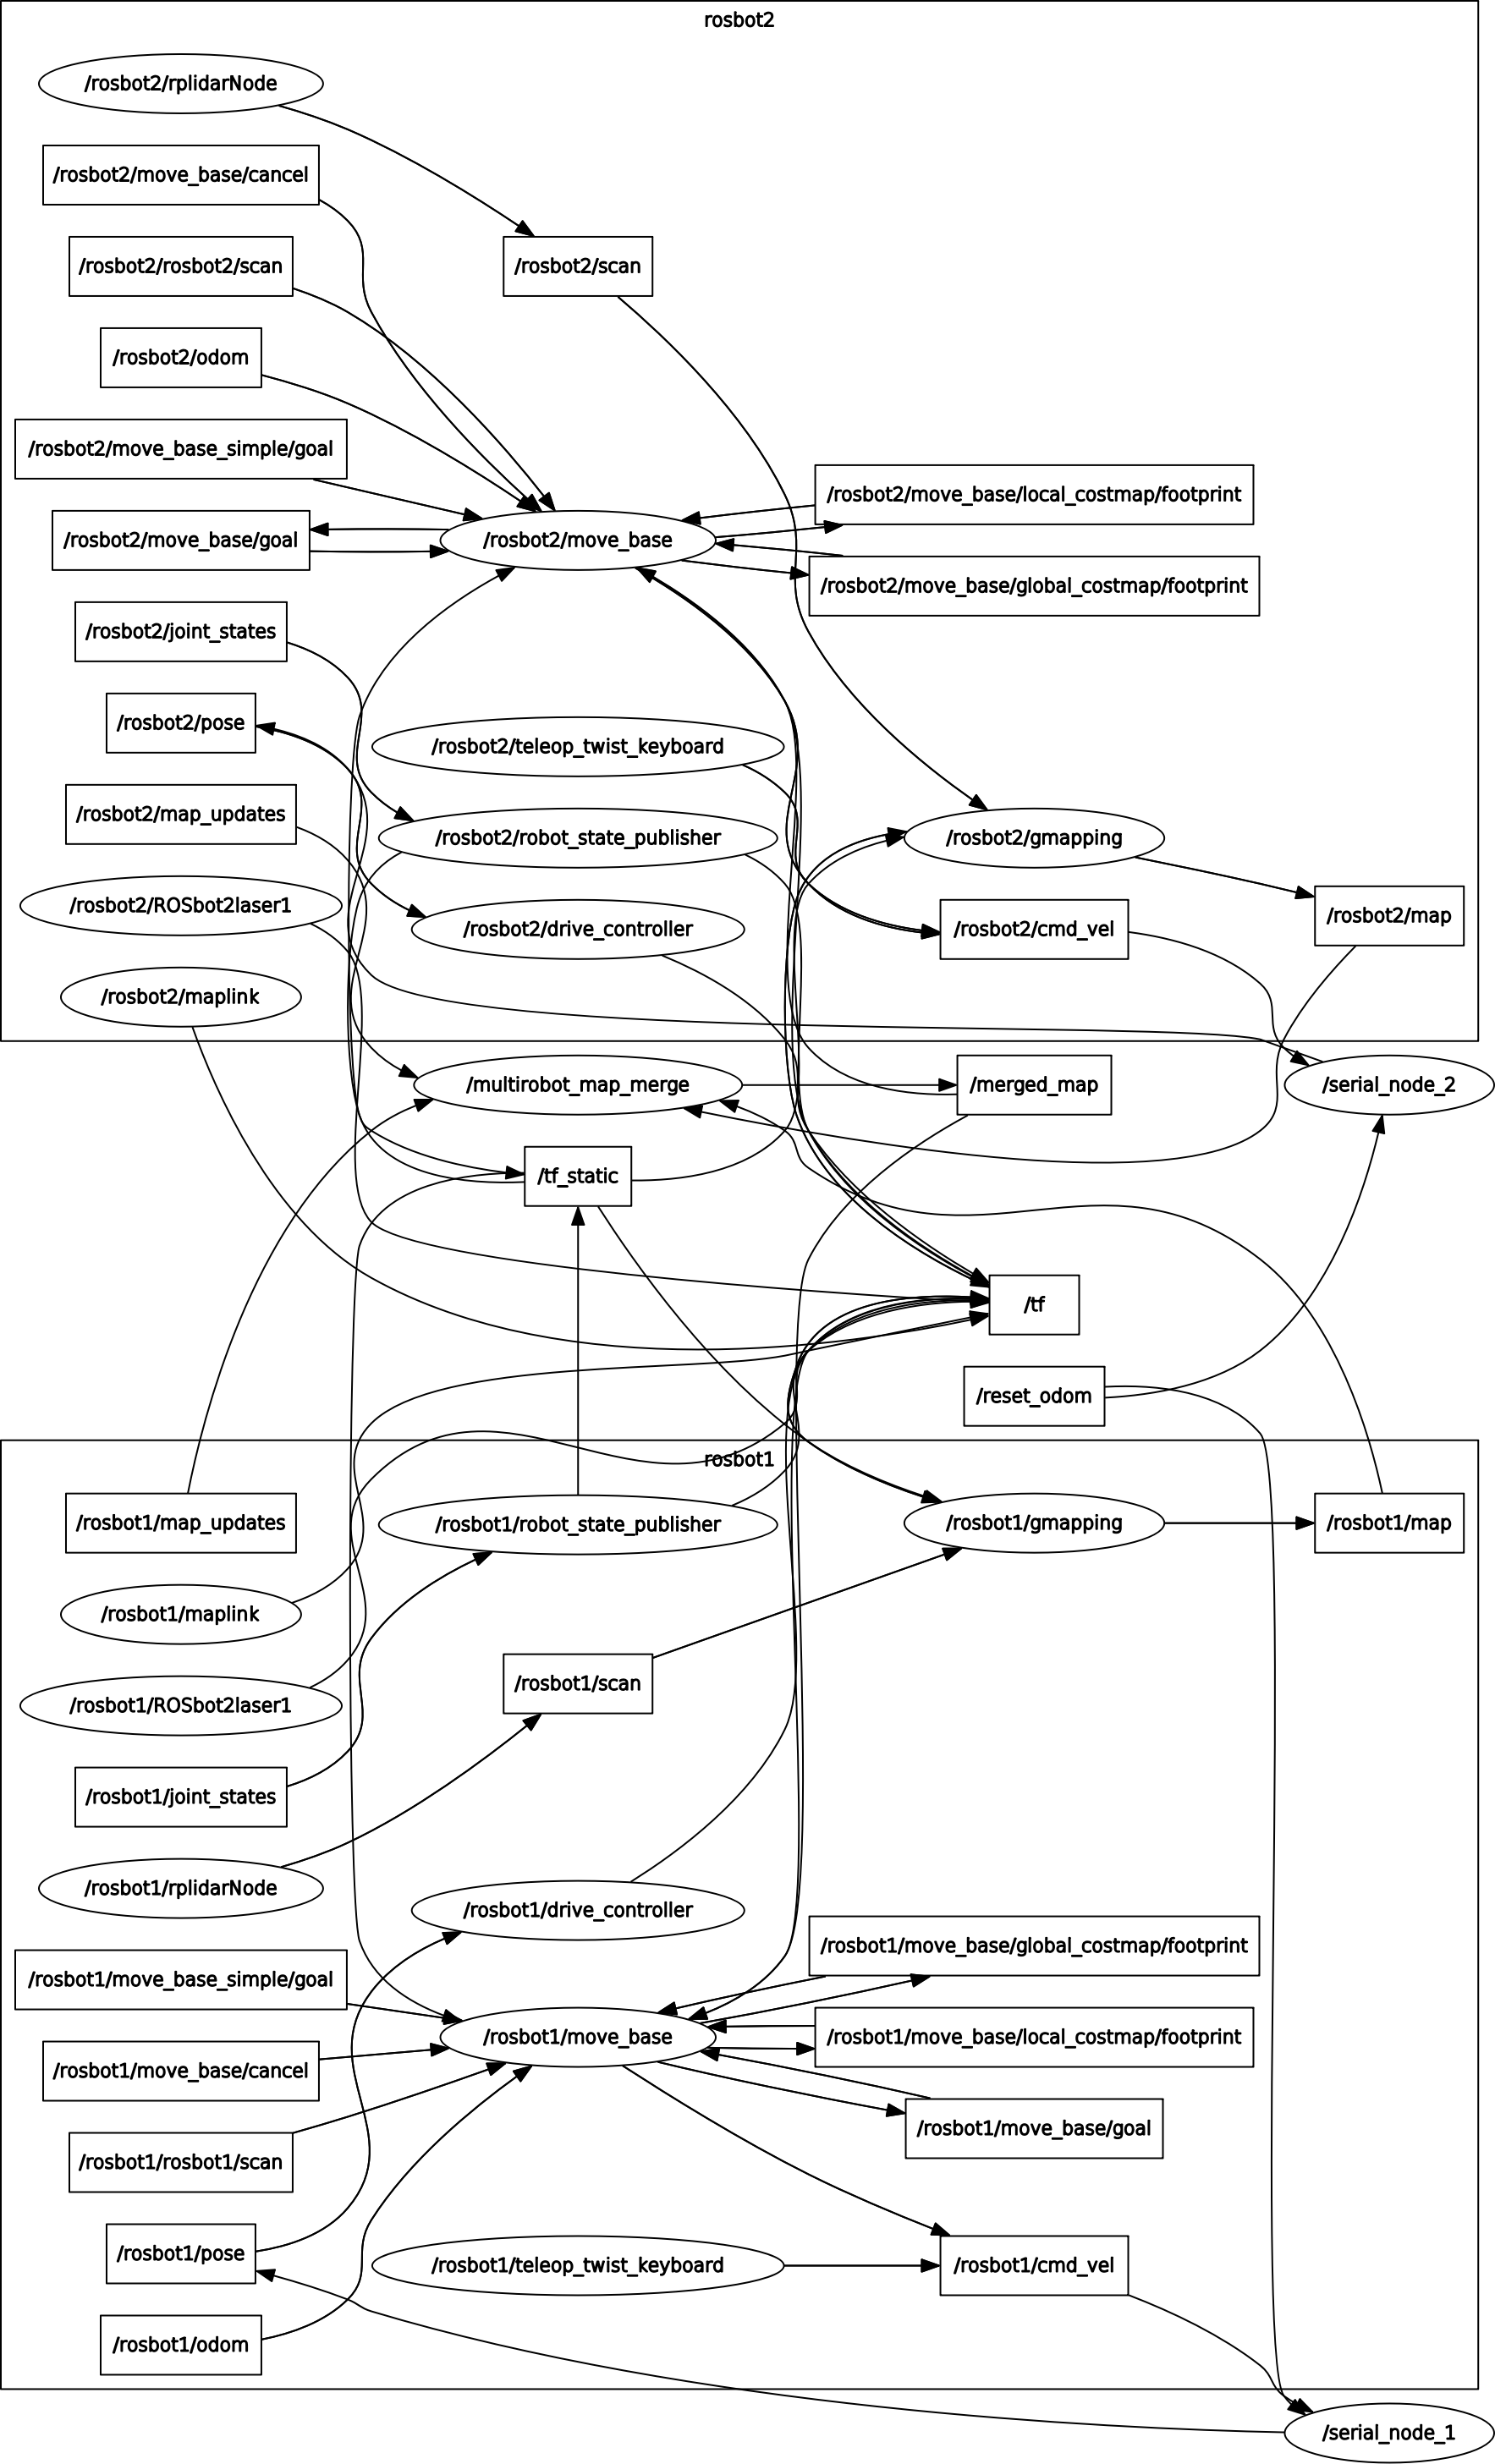 rosbot2
/rosbot2/rplidarNode
/rosbot2/move_base/cancel
/rosbot2/rosbot2/scan
/rosbot2/scan
/rosbot2/odom
/rosbot2/move_base_simple/goal
/rosbot2/move_base/local_costmap/footprint
/rosbot2/move_base/goal
/rosbot2/move_base
/rosbot2/move_base/global_costmap/footprint
/rosbot2/joint_states
/rosbot2/pose
/rosbot2/teleop_twist_keyboard
/rosbot2/map_updates
/rosbot2/robot_state_publisher
/rosbot2/gmapping
/rosbot2/ROSbot2laser1
/rosbot2/drive_controller
/rosbot2/cmd_vel
/rosbot2/map
/rosbot2/maplink
/multirobot_map_merge
/merged_map
/serial_node_2
/tf_static
/tf
/reset_odom
rosbot1
/rosbot1/map_updates
/rosbot1/robot_state_publisher
/rosbot1/gmapping
/rosbot1/map
/rosbot1/maplink
/rosbot1/scan
/rosbot1/ROSbot2laser1
/rosbot1/joint_states
/rosbot1/rplidarNode
/rosbot1/drive_controller
/rosbot1/move_base/global_costmap/footprint
/rosbot1/move_base_simple/goal
/rosbot1/move_base
/rosbot1/move_base/local_costmap/footprint
/rosbot1/move_base/cancel
/rosbot1/move_base/goal
/rosbot1/rosbot1/scan
/rosbot1/pose
/rosbot1/teleop_twist_keyboard
/rosbot1/cmd_vel
/rosbot1/odom
/serial_node_1